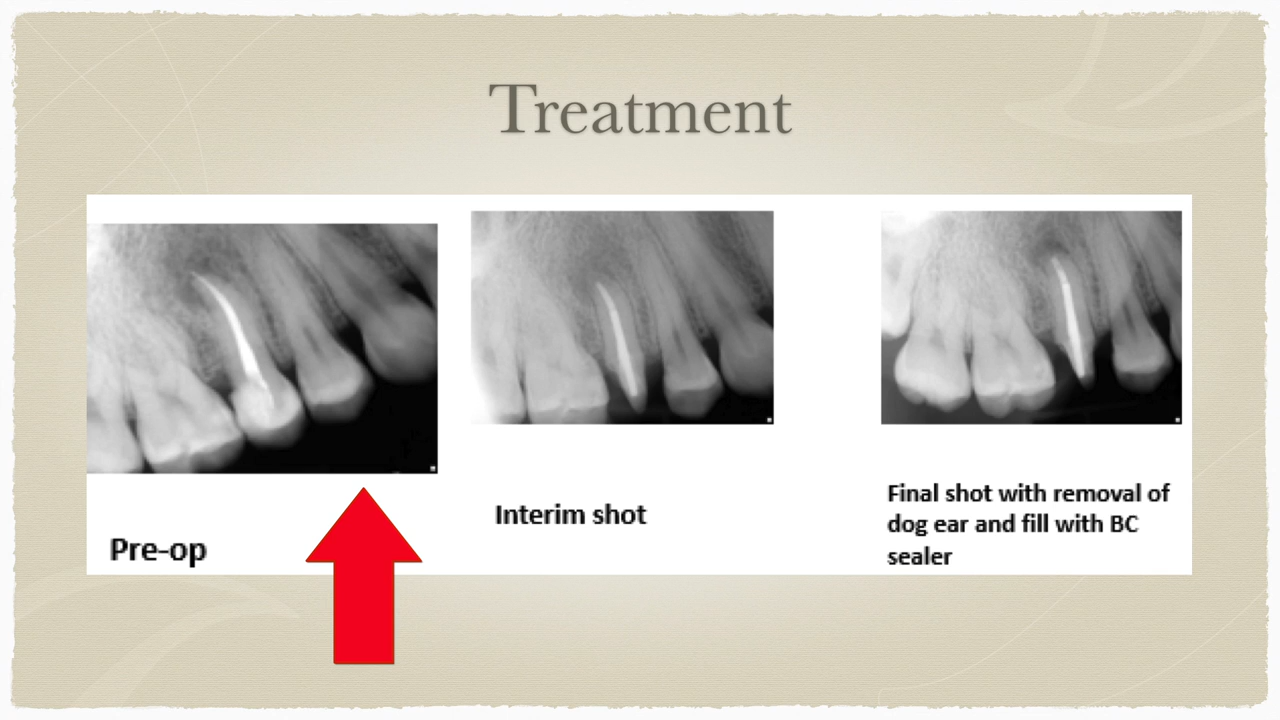 Treatment
Pre-op
Interim shot
Final shot with removal of
dog ear and fill with BC
sealer